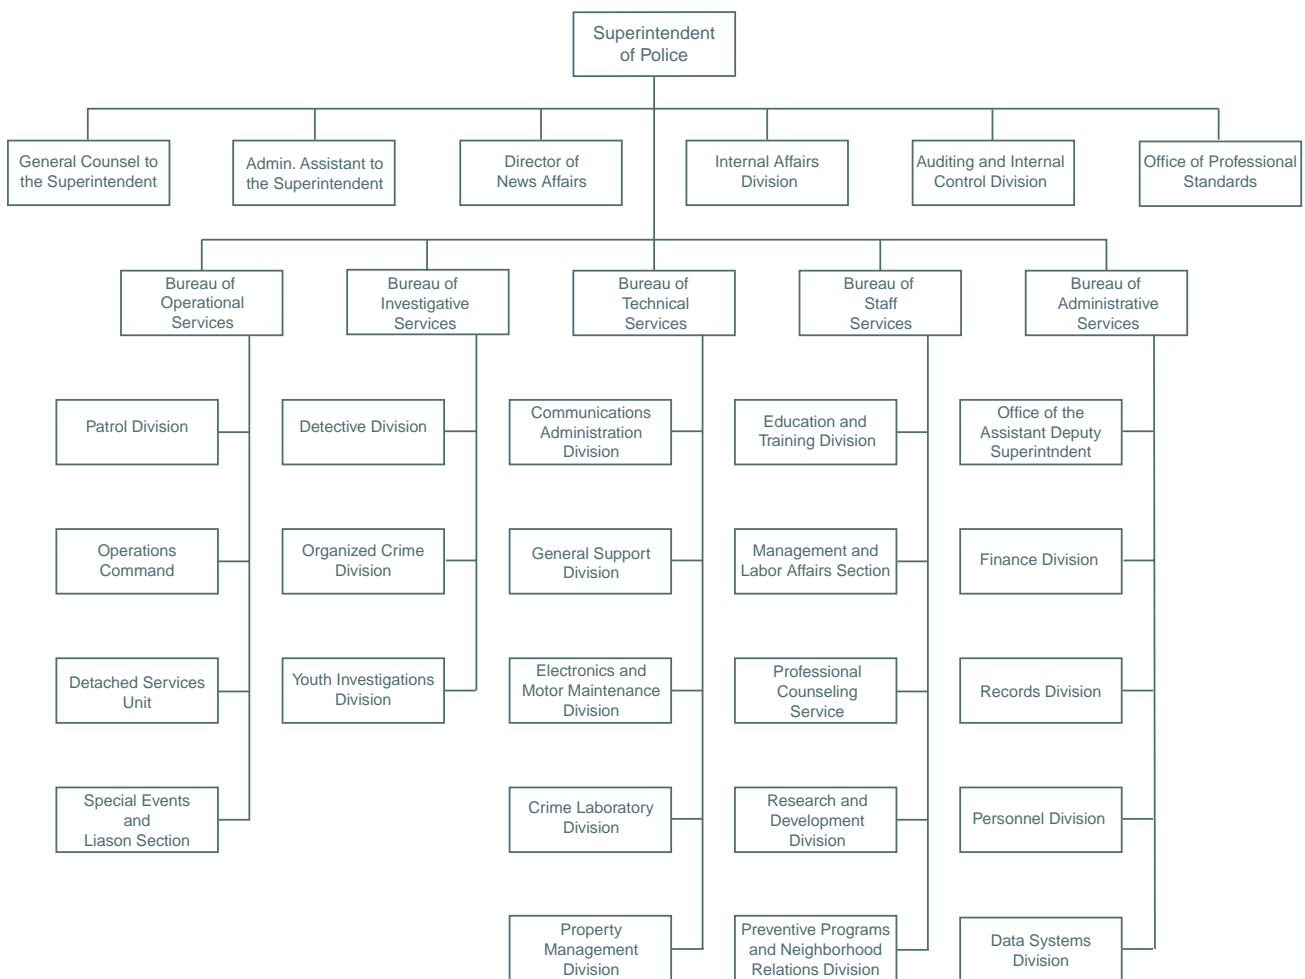 Superintendent
of Police
General Counsel to
the Superintendent
Admin. Assistant to
the Superintendent
Director of
News Affairs
Internal Affairs
Division
Auditing and Internal
Control Division
Office of Professional
Standards
Bureau of
Operational
Services
Bureau of
Investigative
Services
Bureau of
Technical
Services
Bureau of
Staff
Services
Bureau of
Administrative
Services
Patrol Division
Detective Division
Communications
Administration
Division
Education and
Training Division
Office of the
Assistant Deputy
Superintndent
Operations
Command
Organized Crime
Division
General Support
Division
Management and
Labor Affairs Section
Finance Division
Detached Services
Unit
Youth Investigations
Division
Electronics and
Motor Maintenance
Division
Professional
Counseling
Service
Records Division
Special Events
and
Liason Section
Crime Laboratory
Division
Research and
Development
Division
Personnel Division
Property
Management
Division
Preventive Programs
and Neighborhood
Relations Division
Data Systems
Division